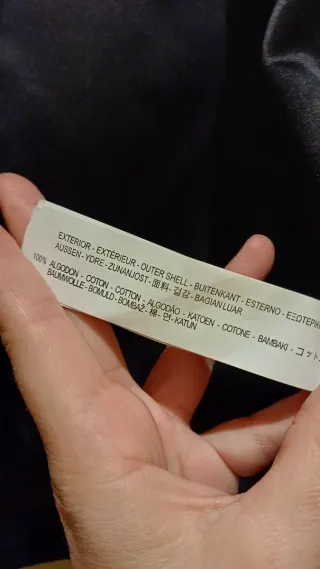 EXTERIOR - EXTÉRIEUR - OUTER SHELL - BUITENKANT - ESTERNO - ΕΞΩΤΕΡΙΚ
AUSSEN - YDRE - ZUNANJOST - 面料 - 겉감 - BAGIAN LUAR
100% ALGODON - COTON - COTTON - ALGODÃO - KATOEN - COTONE - BAMBAKI - コット
BAUMWOLLE - BOMULD - BOMBAŽ - 棉 - 면 - KATUN